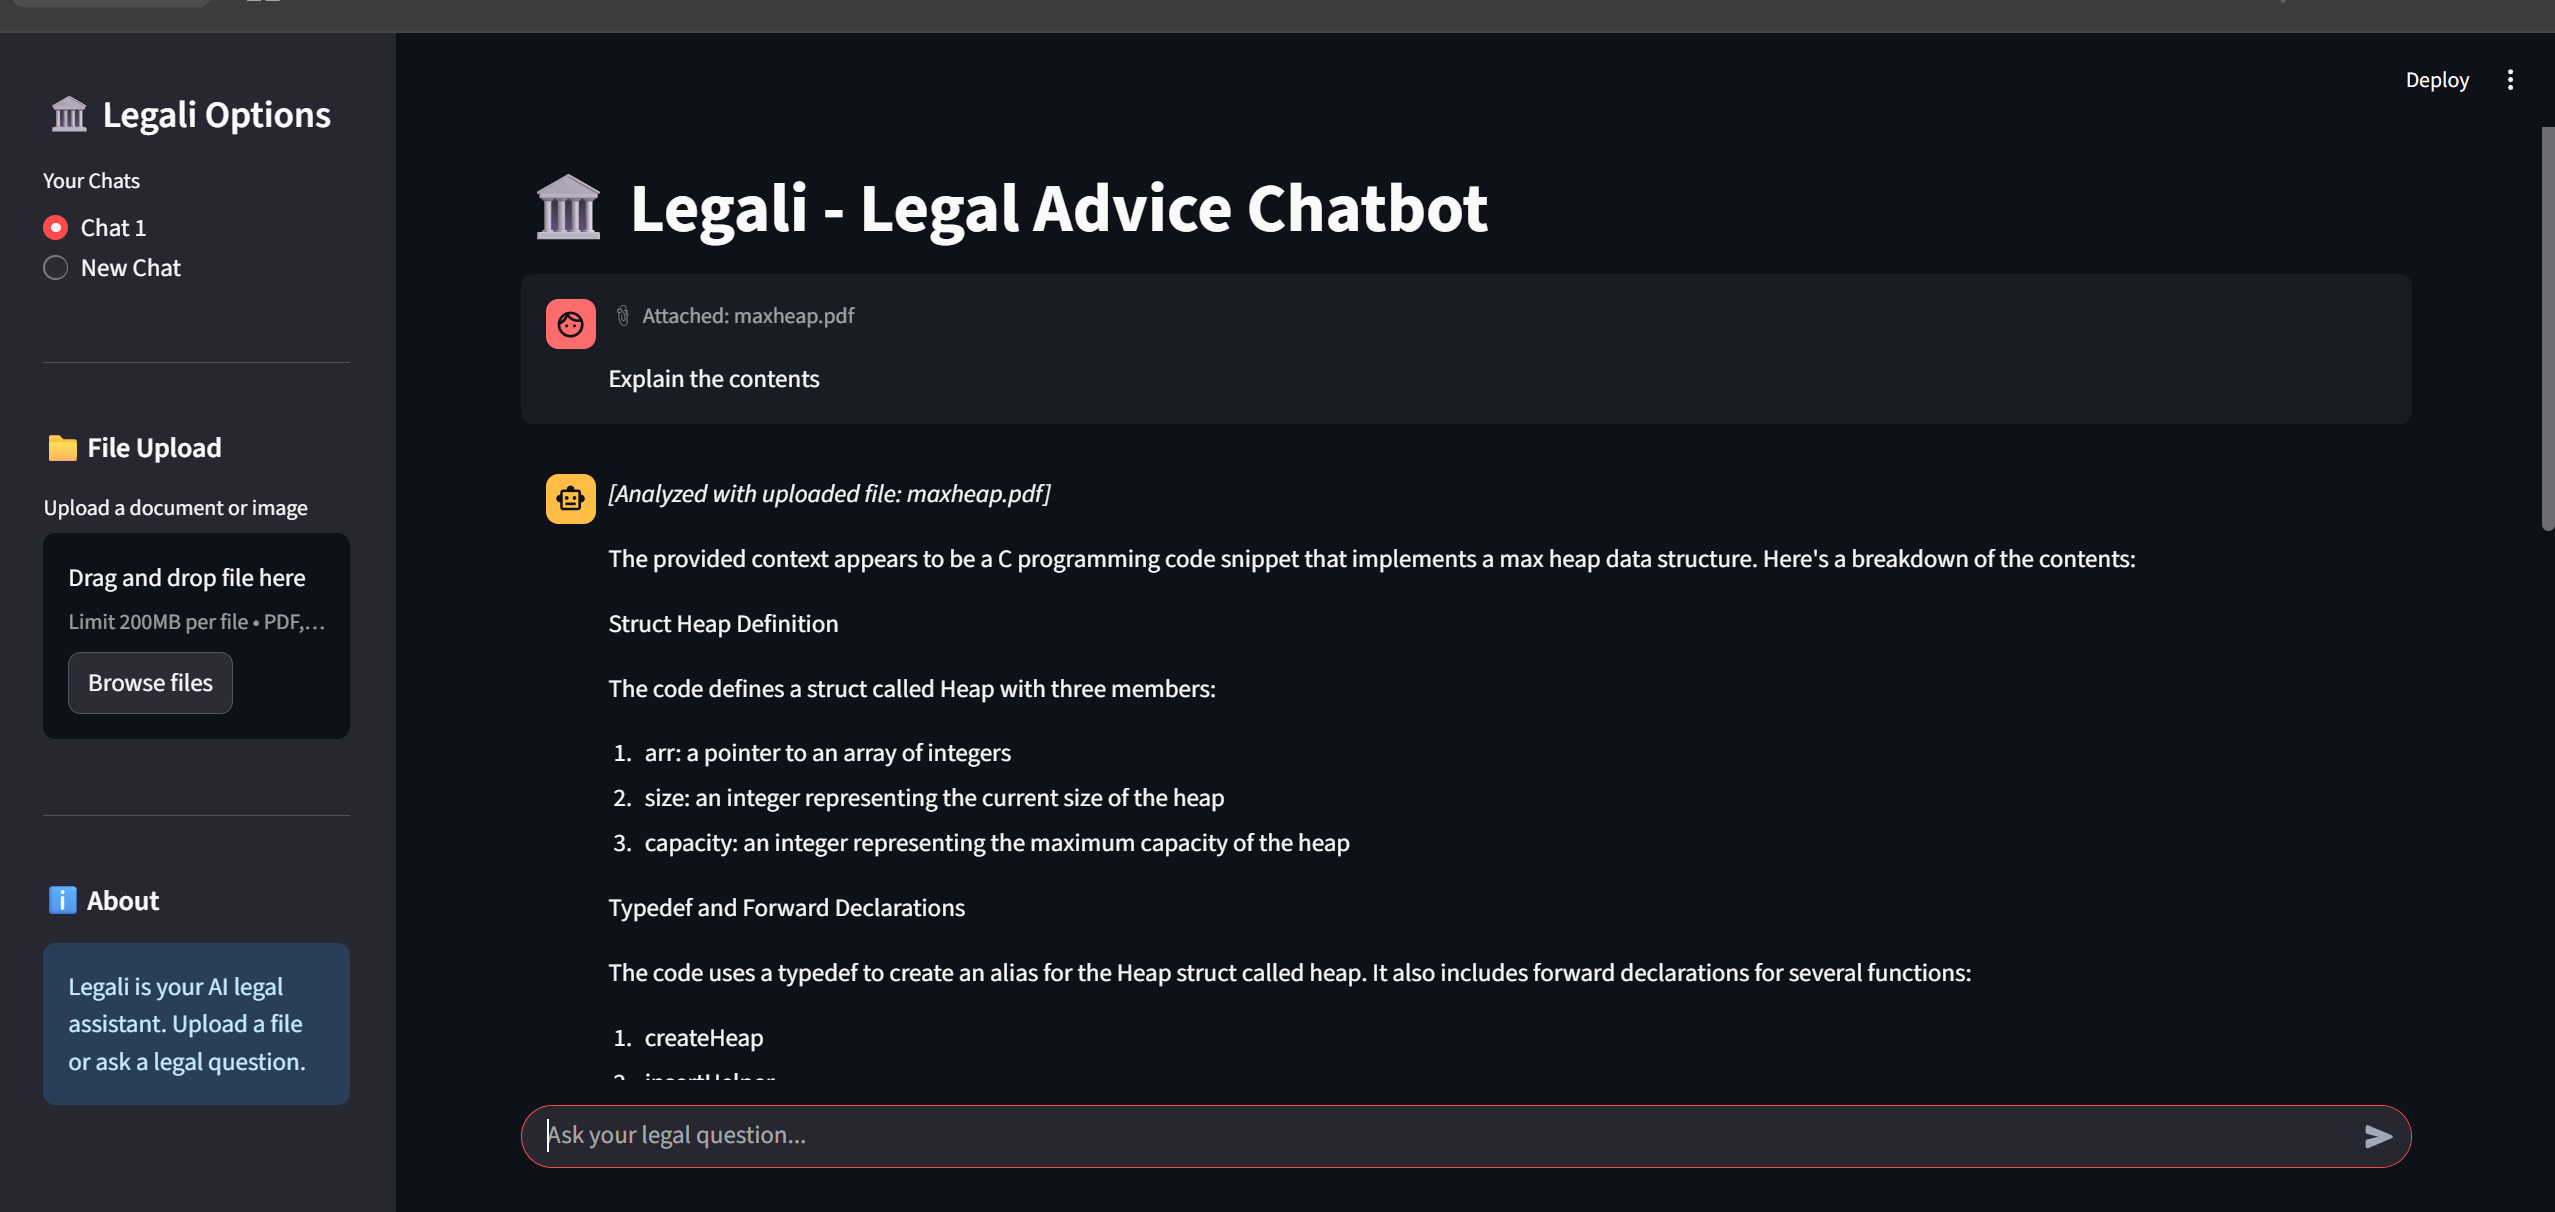 Legali Options
Your Chats
Chat 1
New Chat
File Upload
Upload a document or image
Drag and drop file here
Limit 200MB per file • PDF,...
Browse files
About
Legali is your AI legal
assistant. Upload a file
or ask a legal question.
Deploy
Legali - Legal Advice Chatbot
Attached: maxheap.pdf
Explain the contents
[Analyzed with uploaded file: maxheap.pdf]
The provided context appears to be a C programming code snippet that implements a max heap data structure. Here's a breakdown of the contents:
Struct Heap Definition
The code defines a struct called Heap with three members:
1. arr: a pointer to an array of integers
2. size: an integer representing the current size of the heap
3. capacity: an integer representing the maximum capacity of the heap
Typedef and Forward Declarations
The code uses a typedef to create an alias for the Heap struct called heap. It also includes forward declarations for several functions:
1. createHeap
2. insertHelper
Ask your legal question...